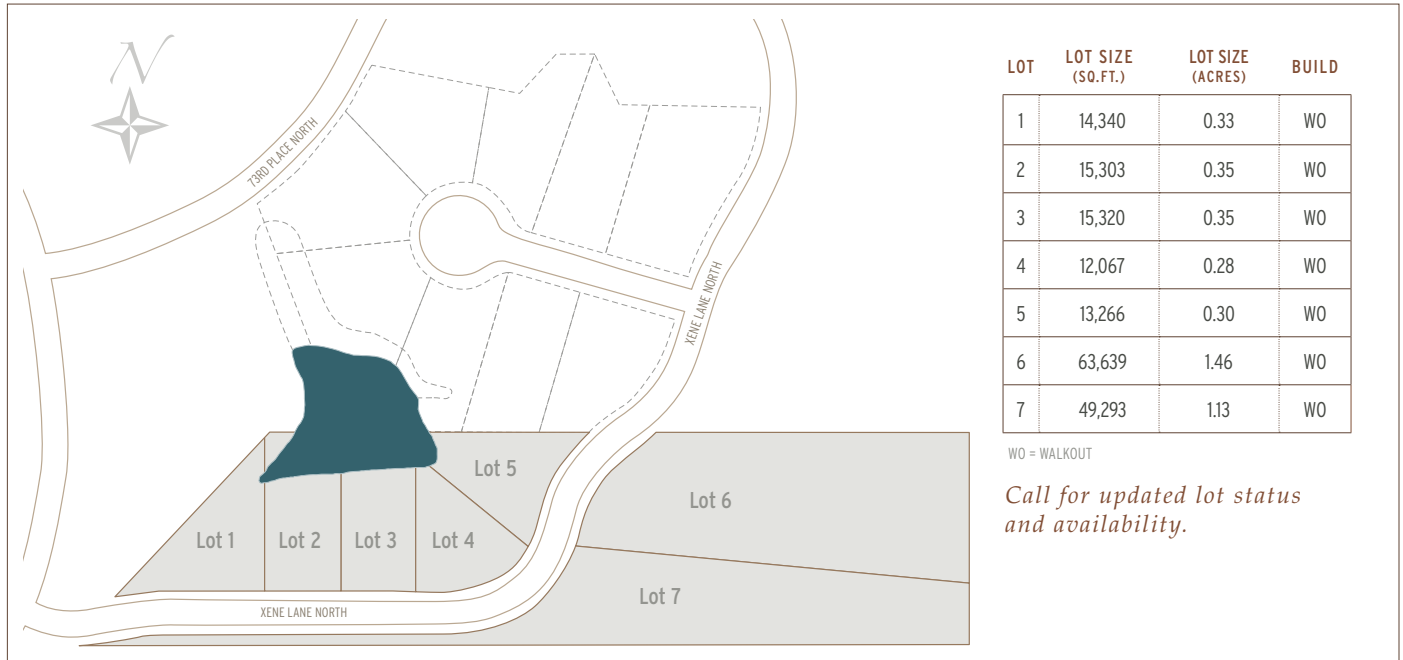 N
73RD PLACE NORTH
XENE LANE NORTH
Lot 5
Lot 6
Lot 1
Lot 2
Lot 3
Lot 4
Lot 7
XENE LANE NORTH
LOT LOT SIZE (SQ.FT.) LOT SIZE (ACRES) BUILD
1 14,340 0.33 WO
2 15,303 0.35 WO
3 15,320 0.35 WO
4 12,067 0.28 WO
5 13,266 0.30 WO
6 63,639 1.46 WO
7 49,293 1.13 WO
WO = WALKOUT
Call for updated lot status
and availability.